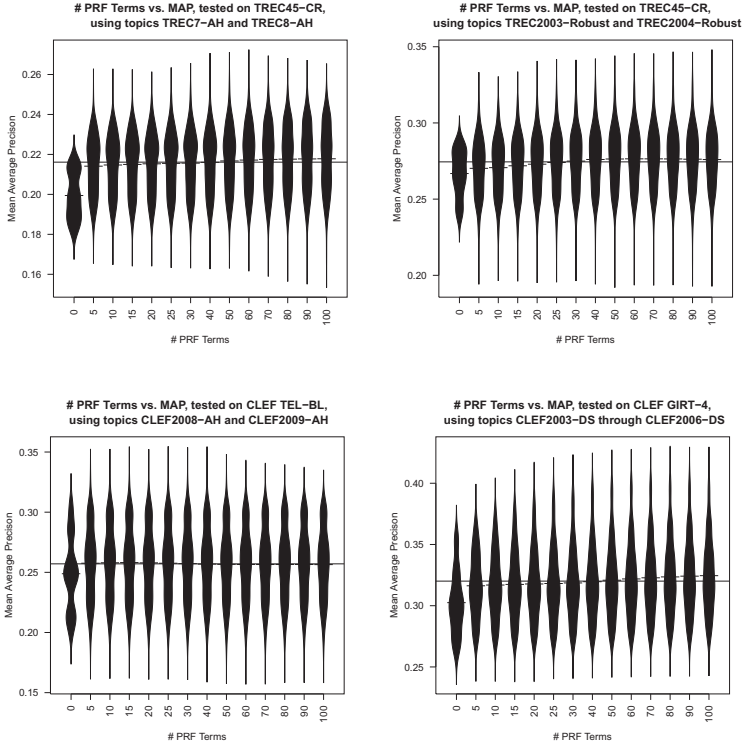 # PRF Terms vs. MAP, tested on TREC45−CR,
using topics TREC7−AH and TREC8−AH
Mean Average Precison
0.26
0.24
0.22
0.20
0.18
0.16
0 5 10 15 20 25 30 40 50 60 70 80 90 100
# PRF Terms
# PRF Terms vs. MAP, tested on TREC45−CR,
using topics TREC2003−Robust and TREC2004−Robust
Mean Average Precison
0.35
0.30
0.25
0.20
0 5 10 15 20 25 30 40 50 60 70 80 90 100
# PRF Terms
# PRF Terms vs. MAP, tested on CLEF TEL−BL,
using topics CLEF2008−AH and CLEF2009−AH
Mean Average Precison
0.35
0.30
0.25
0.20
0.15
0 5 10 15 20 25 30 40 50 60 70 80 90 100
# PRF Terms
# PRF Terms vs. MAP, tested on CLEF GIRT−4,
using topics CLEF2003−DS through CLEF2006−DS
Mean Average Precison
0.40
0.35
0.30
0.25
0 5 10 15 20 25 30 40 50 60 70 80 90 100
# PRF Terms